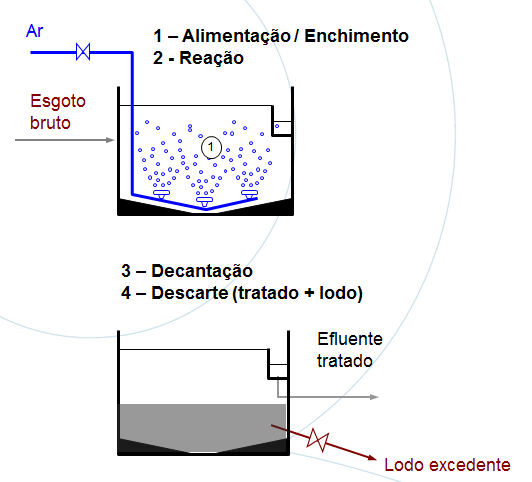 Ar
1 – Alimentação / Enchimento
2 - Reação
Esgoto
bruto
1
3 – Decantação
4 – Descarte (tratado + lodo)
Efluente
tratado
Lodo excedente